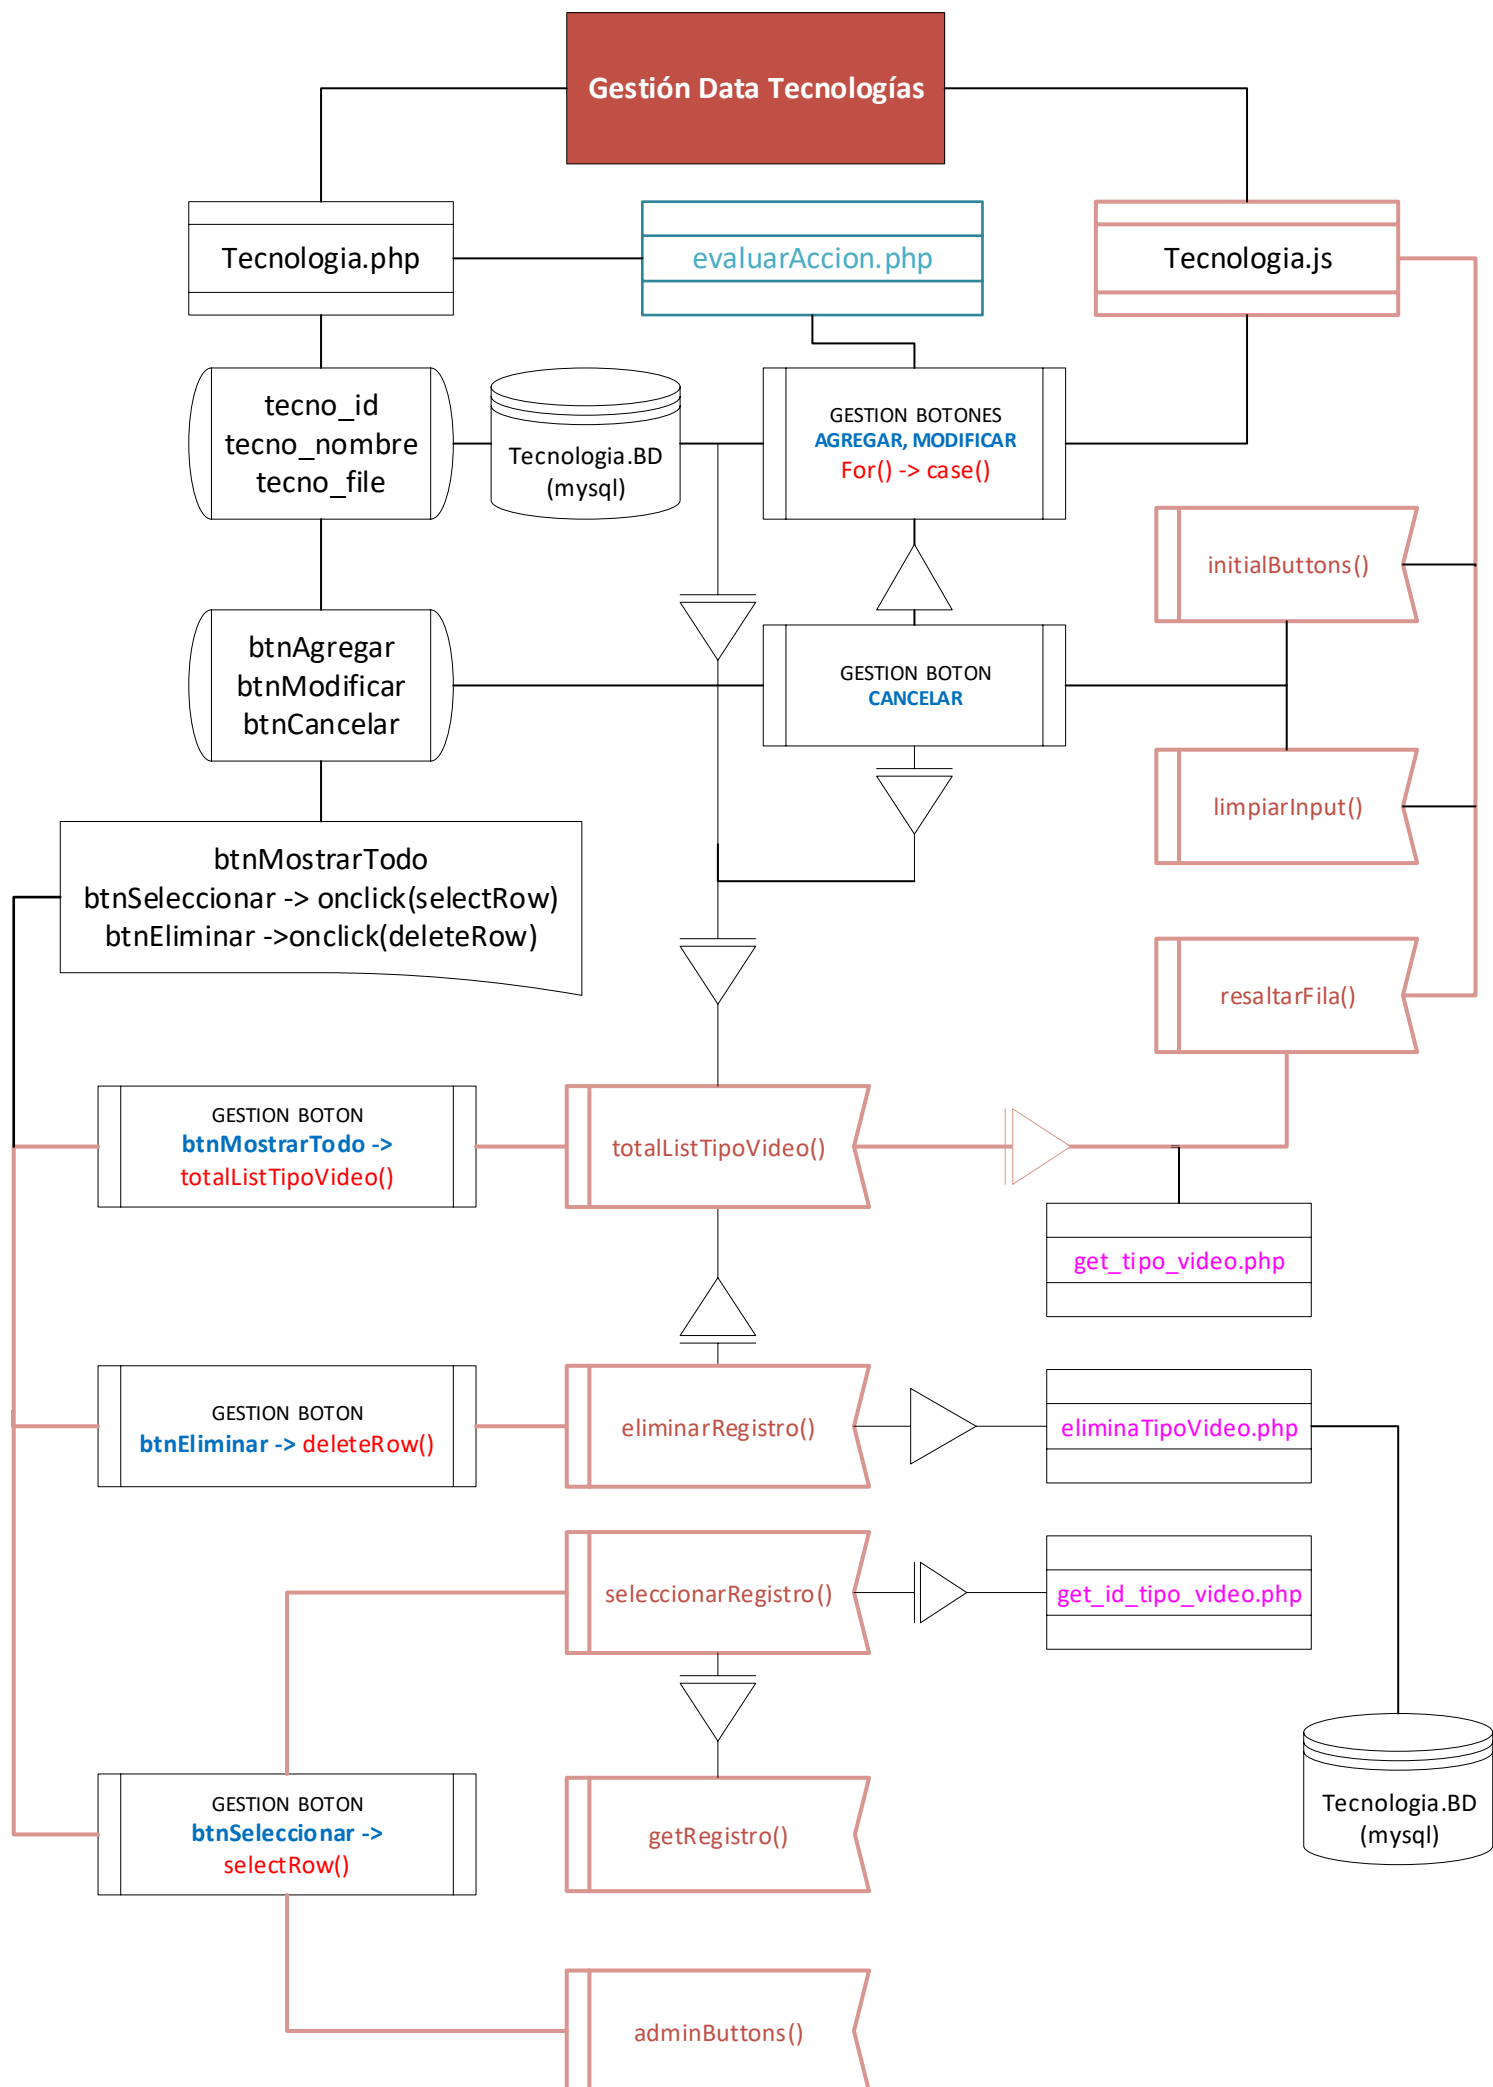 Gestión Data Tecnologías
Tecnologia.php
evaluarAccion.php
Tecnologia.js
tecno_id
tecno_nombre
tecno_file
Tecnologia.BD
(mysql)
GESTION BOTONES
AGREGAR, MODIFICAR
For() -> case()
initialButtons()
btnAgregar
btnModificar
btnCancelar
GESTION BOTON
CANCELAR
limpiarInput()
btnMostrarTodo
btnSeleccionar -> onclick(selectRow)
btnEliminar ->onclick(deleteRow)
resaltarFila()
GESTION BOTON
btnMostrarTodo ->
totalListTipoVideo()
totalListTipoVideo()
get_tipo_video.php
GESTION BOTON
btnEliminar -> deleteRow()
eliminarRegistro()
eliminaTipoVideo.php
seleccionarRegistro()
get_id_tipo_video.php
GESTION BOTON
btnSeleccionar ->
selectRow()
getRegistro()
Tecnologia.BD
(mysql)
adminButtons()